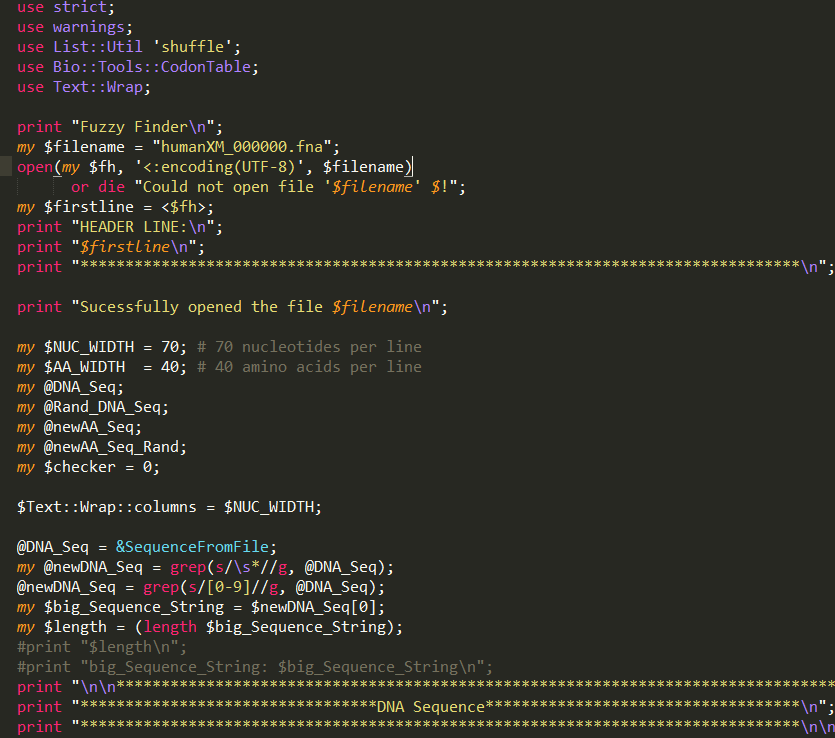 use strict;
use warnings;
use List::Util 'shuffle';
use Bio::Tools::CodonTable;
use Text::Wrap;

print "Fuzzy Finder\n";
my $filename = "humanXM_000000.fna";
open(my $fh, '<:encoding(UTF-8)', $filename)
      or die "Could not open file '$filename' $!";
my $firstline = <$fh>;
print "HEADER LINE:\n";
print "$firstline\n";
print "********************************************************************************\n";

print "Sucessfully opened the file $filename\n";

my $NUC_WIDTH = 70; # 70 nucleotides per line
my $AA_WIDTH  = 40; # 40 amino acids per line
my @DNA_Seq;
my @Rand_DNA_Seq;
my @newAA_Seq;
my @newAA_Seq_Rand;
my $checker = 0;

$Text::Wrap::columns = $NUC_WIDTH;

@DNA_Seq = &SequenceFromFile;
my @newDNA_Seq = grep(s/\s*//g, @DNA_Seq);
@newDNA_Seq = grep(s/[0-9]//g, @DNA_Seq);
my $big_Sequence_String = $newDNA_Seq[0];
my $length = (length $big_Sequence_String);
#print "$length\n";
#print "big_Sequence_String: $big_Sequence_String\n";
print "\n\n********************************************************************************
print "*********************************DNA Sequence***********************************\n";
print "********************************************************************************\n\n